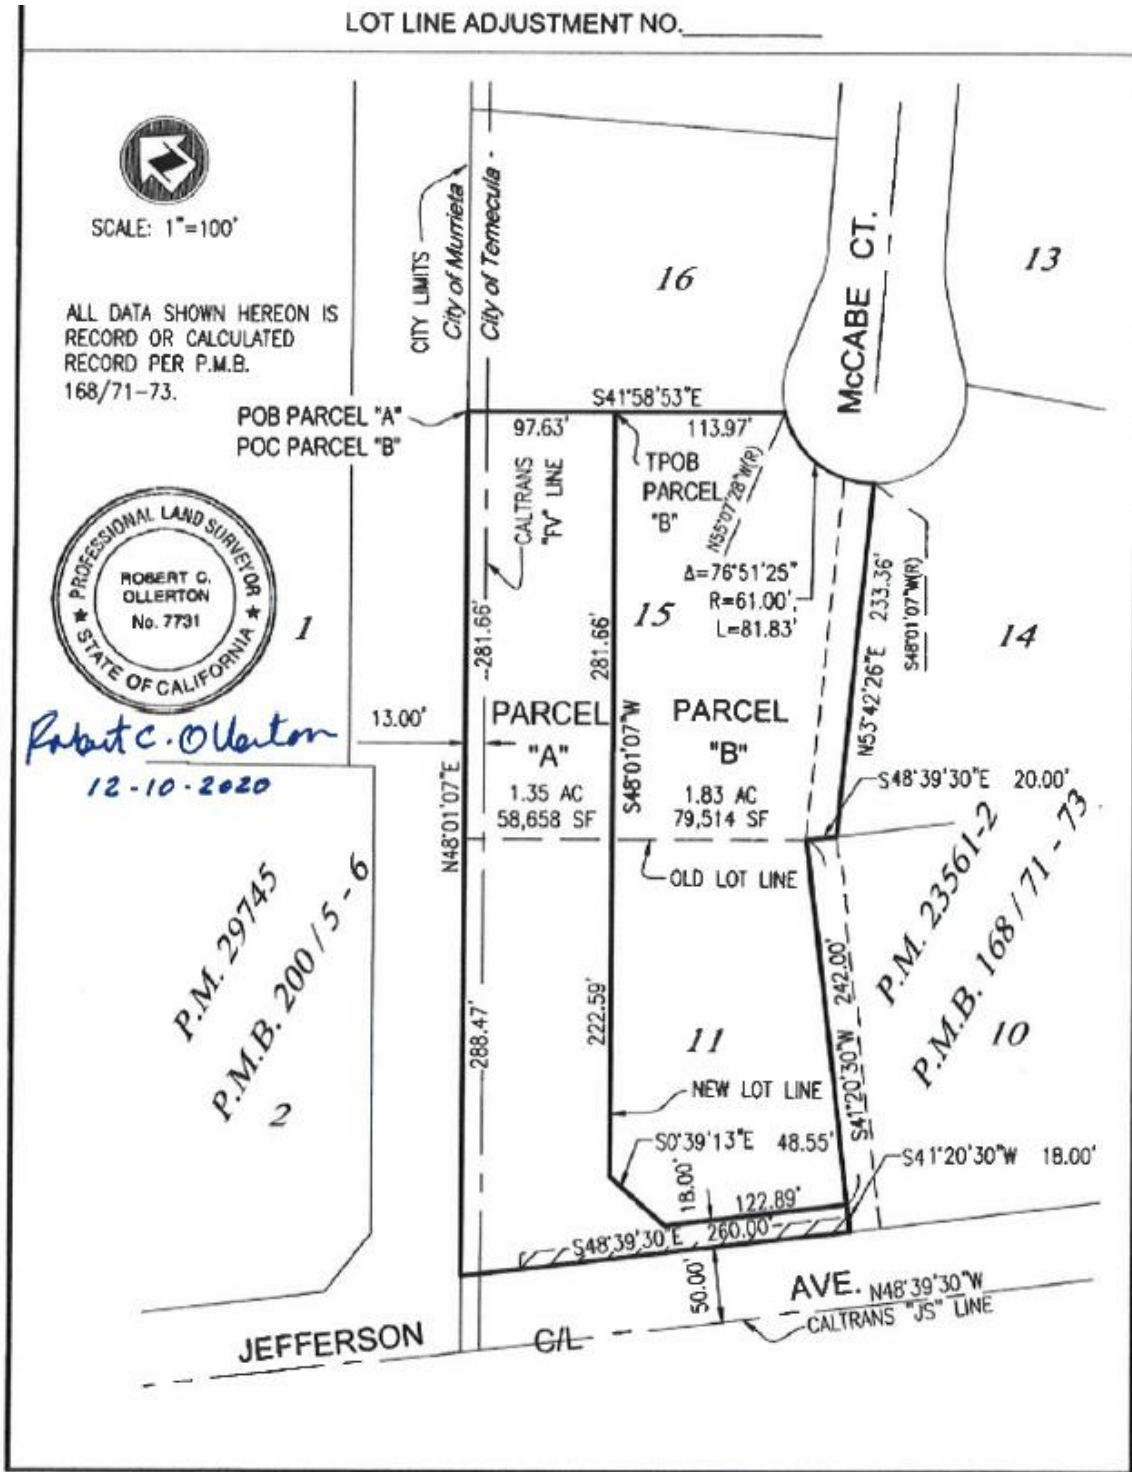 LOT LINE ADJUSTMENT NO.
SCALE: 1"=100'
ALL DATA SHOWN HEREON IS
RECORD OR CALCULATED
RECORD PER P.M.B.
168/71-73.
CITY LIMITS
City of Murrieta
City of Temecula
16
13
McCABE CT.
POB PARCEL "A"
POC PARCEL "B"
S41°58'53"E
97.63'
113.97'
CALTRANS
"FV" LINE
TPOB
PARCEL
"B"
N55°07'28"W(R)
Δ=76°51'25"
R=61.00',
L=81.83'
PROFESSIONAL LAND SURVEYOR
ROBERT C.
OLLERTON
No. 7731
STATE OF CALIFORNIA
Robert C. Ollerton
12-10-2020
1
15
14
281.66'
281.66'
N53°42'26"E 233.36'
S48°01'07"W(R)
13.00'
PARCEL
"A"
1.35 AC
58,658 SF
PARCEL
"B"
1.83 AC
79,514 SF
N48°01'07"E
S48°01'07"W
S48°39'30"E 20.00'
OLD LOT LINE
P.M. 29745
P.M.B. 200 / 5 - 6
2
P.M. 23561-2
P.M.B. 168 / 71 - 73
10
288.47'
222.59'
11
S41°20'30"W 242.00'
NEW LOT LINE
S0°39'13"E 48.55'
S41°20'30"W 18.00'
18.00'
122.89'
S48°39'30"E 260.00'
50.00'
JEFFERSON
C/L
AVE.
N48°39'30"W
CALTRANS "JS" LINE